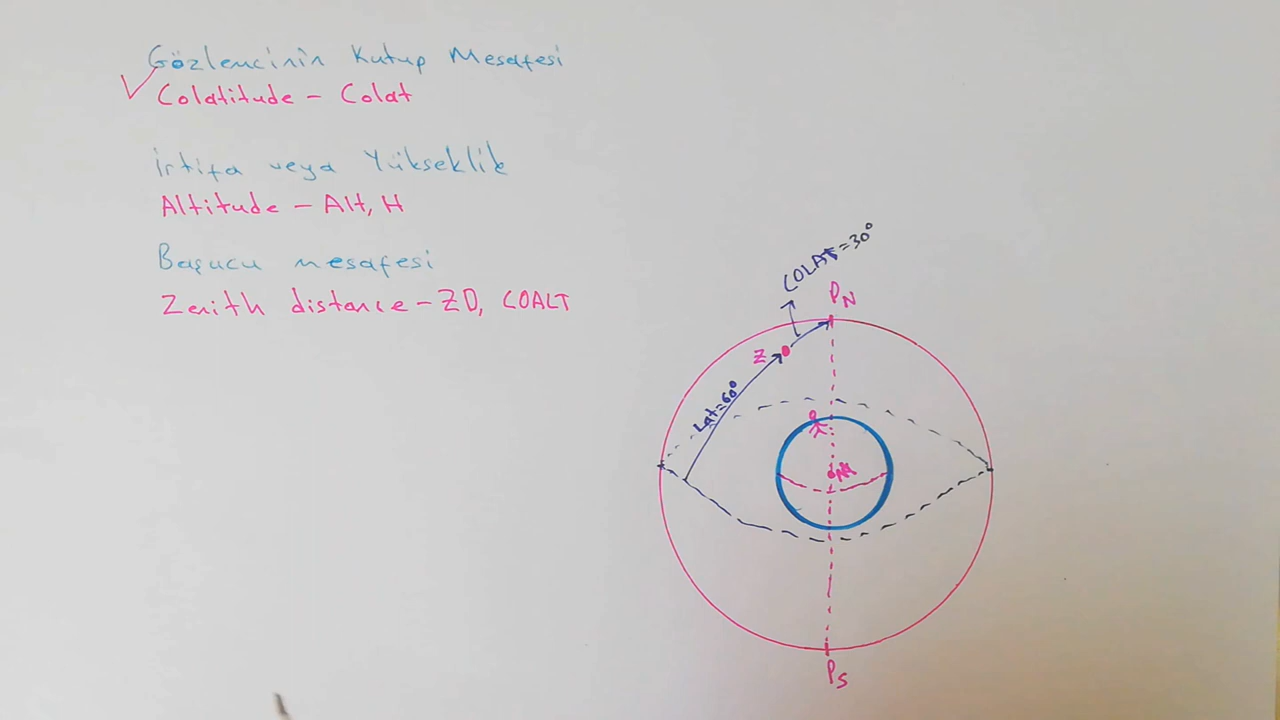 Gözlemcinin Kutup Mesafesi
Colatitude - Colat
İrtifa veya Yükseklik
Altitude - Alt, H
Başucu mesafesi
Zenith distance - ZD, COALT
COLAT=30°
PN
Z
Lat=60°
M
PS